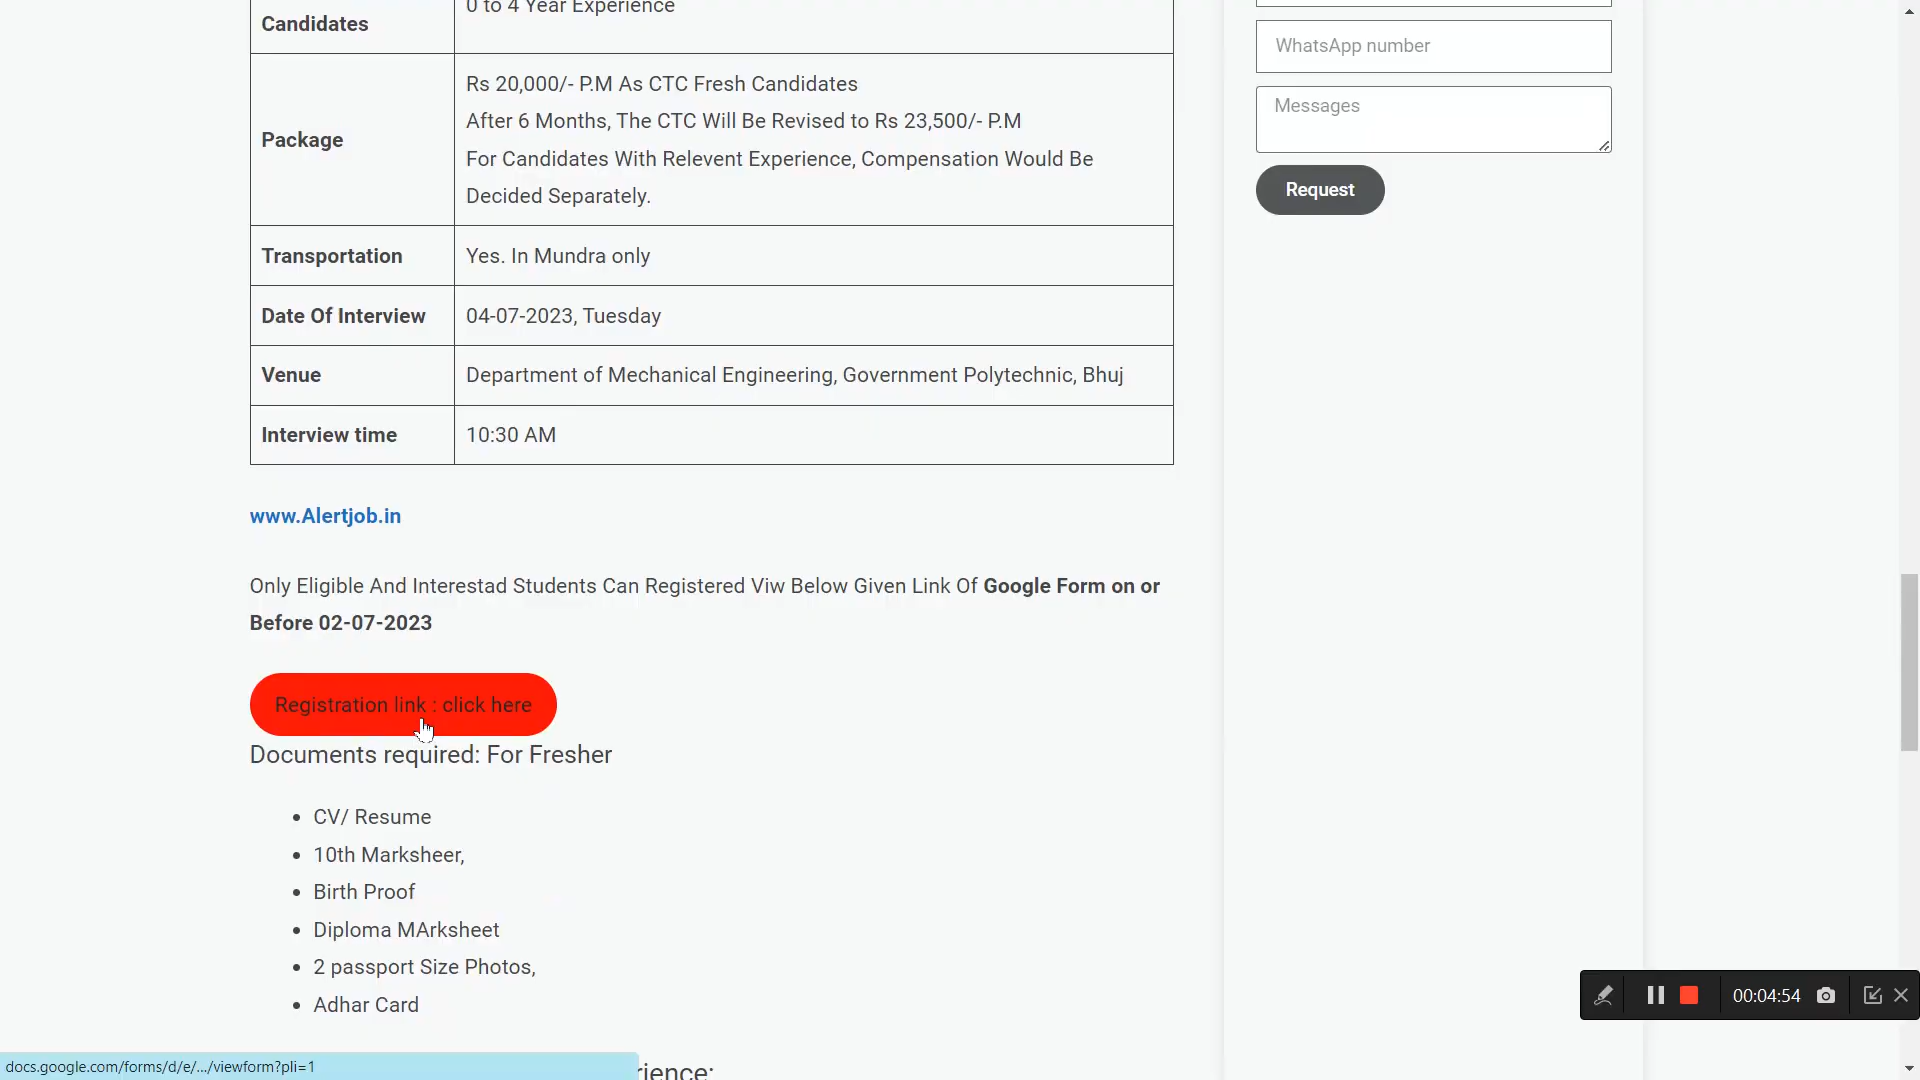 0 to 4 Year Experience
Candidates
Package
Rs 20,000/- P.M As CTC Fresh Candidates
After 6 Months, The CTC Will Be Revised to Rs 23,500/- P.M
For Candidates With Relevent Experience, Compensation Would Be
Decided Separately.
Transportation
Yes. In Mundra only
Date Of Interview
04-07-2023, Tuesday
Venue
Department of Mechanical Engineering, Government Polytechnic, Bhuj
Interview time
10:30 AM
www.Alertjob.in
Only Eligible And Interestad Students Can Registered Viw Below Given Link Of Google Form on or
Before 02-07-2023
Registration link : click here
Documents required: For Fresher
• CV/ Resume
• 10th Marksheer,
• Birth Proof
• Diploma MArksheet
• 2 passport Size Photos,
• Adhar Card
WhatsApp number
Messages
Request
00:04:54
docs.google.com/forms/d/e/.../viewform?pli=1